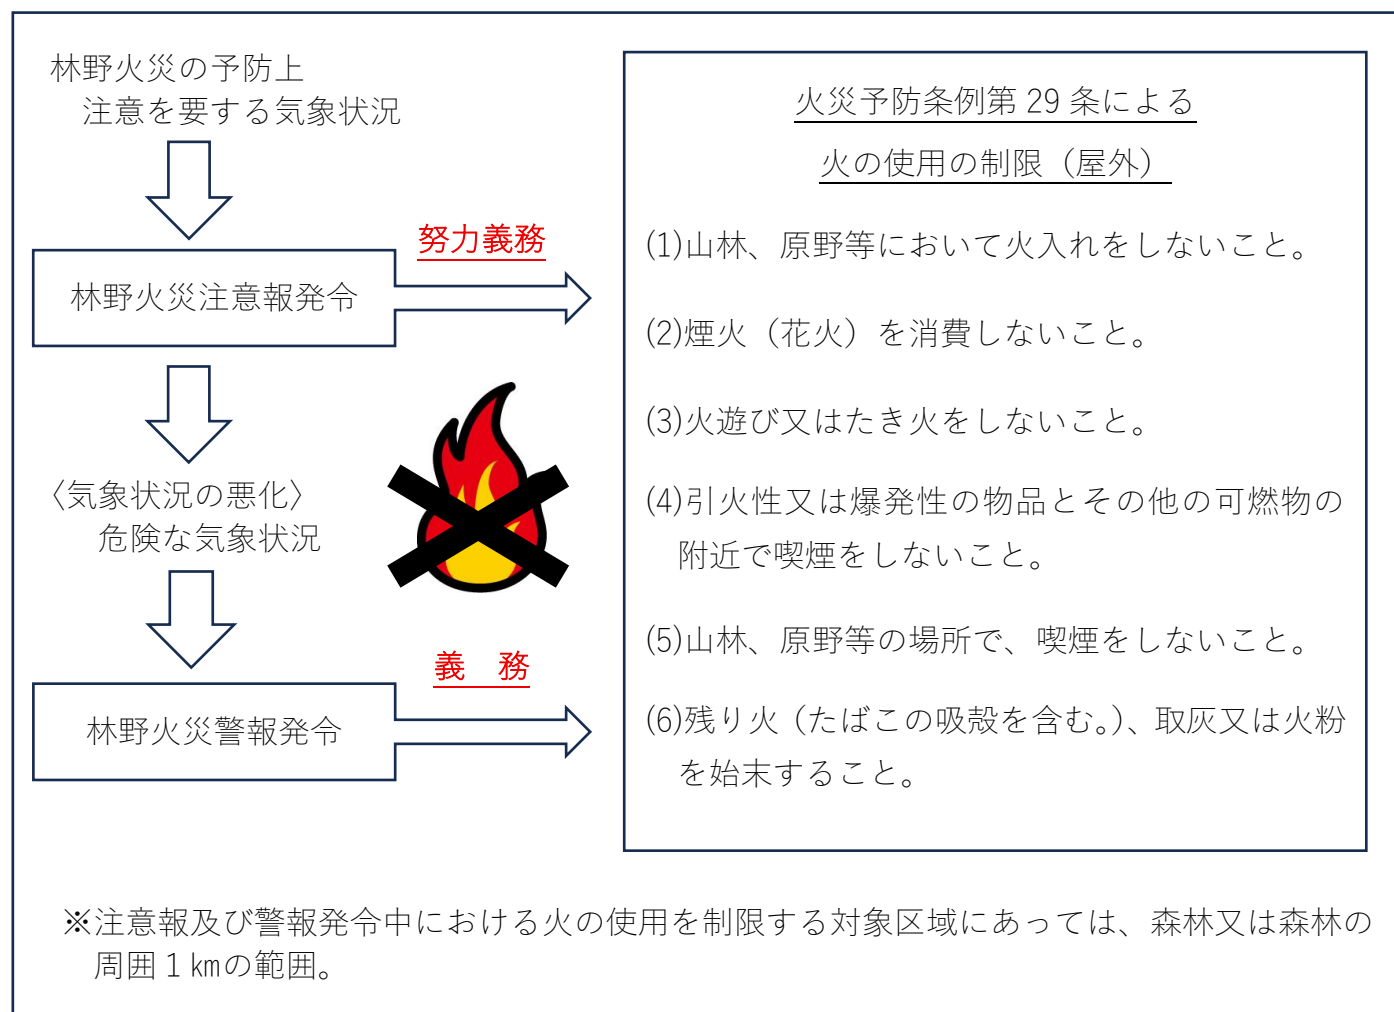 林野火災の予防上
注意を要する気象状況
林野火災注意報発令
努力義務
〈気象状況の悪化〉
危険な気象状況
義　務
林野火災警報発令
火災予防条例第 29 条による
火の使用の制限（屋外）
(1)山林、原野等において火入れをしないこと。
(2)煙火（花火）を消費しないこと。
(3)火遊び又はたき火をしないこと。
(4)引火性又は爆発性の物品とその他の可燃物の
附近で喫煙をしないこと。
(5)山林、原野等の場所で、喫煙をしないこと。
(6)残り火（たばこの吸殻を含む。）、取灰又は火粉
を始末すること。
※注意報及び警報発令中における火の使用を制限する対象区域にあっては、森林又は森林の
周囲 1 ㎞の範囲。